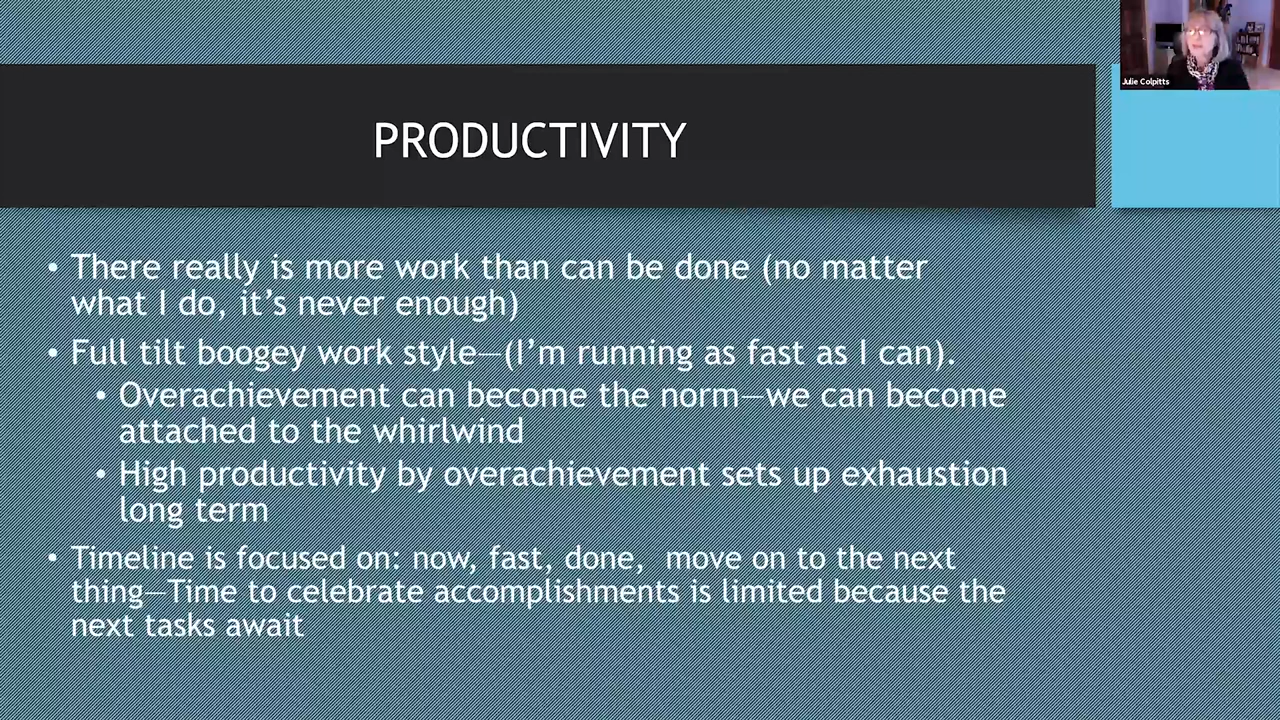 Julie Colpitts
PRODUCTIVITY
• There really is more work than can be done (no matter
what I do, it’s never enough)
• Full tilt boogey work style—(I’m running as fast as I can).
• Overachievement can become the norm—we can become
attached to the whirlwind
• High productivity by overachievement sets up exhaustion
long term
• Timeline is focused on: now, fast, done,  move on to the next
thing—Time to celebrate accomplishments is limited because the
next tasks await